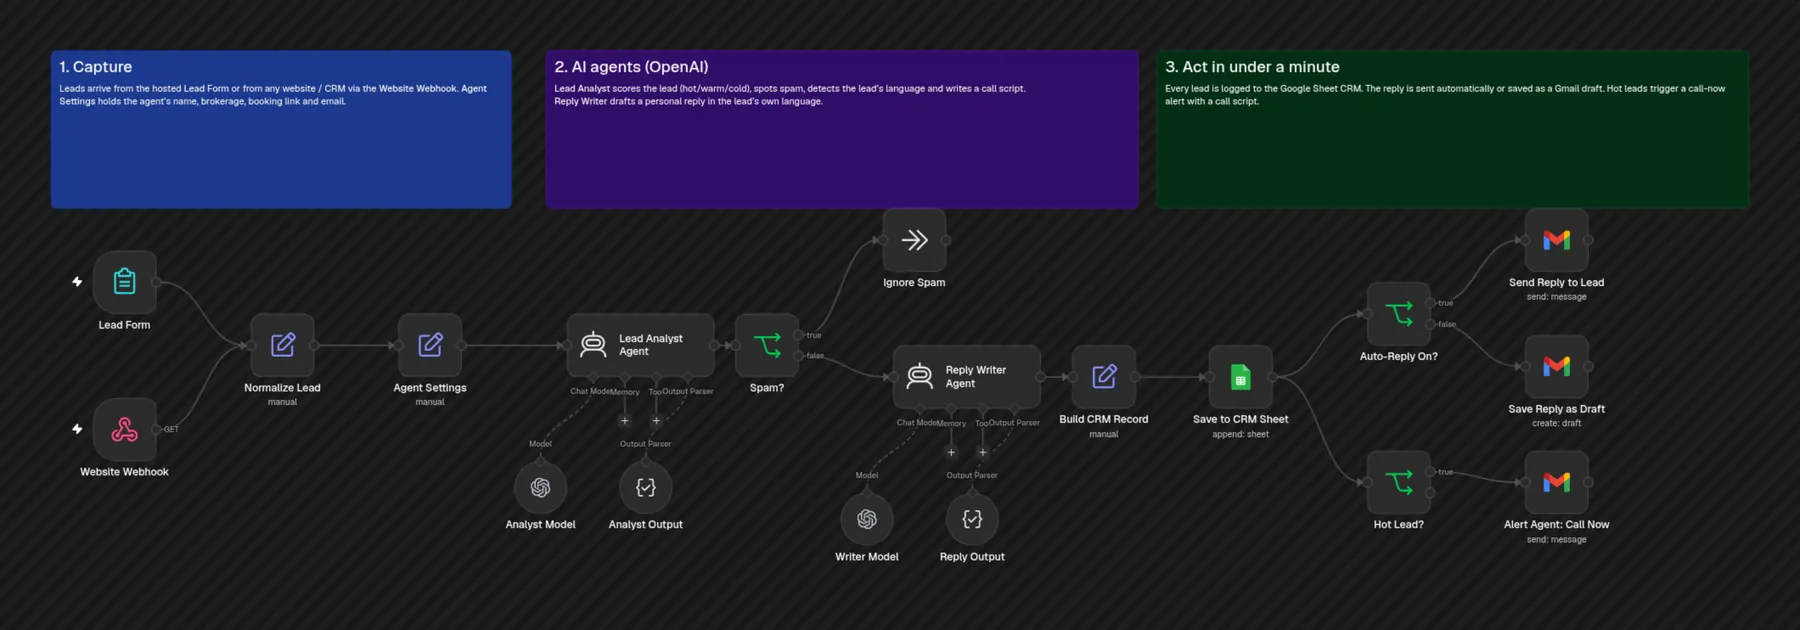 1. Capture
Leads arrive from the hosted Lead Form or from any website / CRM via the Website Webhook. Agent
Settings holds the agent's name, brokerage, booking link and email.
2. AI agents (OpenAI)
Lead Analyst scores the lead (hot/warm/cold), spots spam, detects the lead's language and writes a call script.
Reply Writer drafts a personal reply in the lead's own language.
3. Act in under a minute
Every lead is logged to the Google Sheet CRM. The reply is sent automatically or saved as a Gmail draft. Hot leads trigger a call-now
alert with a call script.
Lead Form
GET
Website Webhook
Normalize Lead
manual
Agent Settings
manual
Lead Analyst
Agent
Chat Mode
Memory
Too
Output Parser
Model
Output Parser
Analyst Model
Analyst Output
Spam?
true
false
Ignore Spam
Reply Writer
Agent
Chat Mode
Memory
Too
Output Parser
Model
Output Parser
Writer Model
Reply Output
Build CRM Record
manual
Save to CRM Sheet
append: sheet
Auto-Reply On?
true
false
Send Reply to Lead
send: message
Save Reply as Draft
create: draft
Hot Lead?
true
Alert Agent: Call Now
send: message